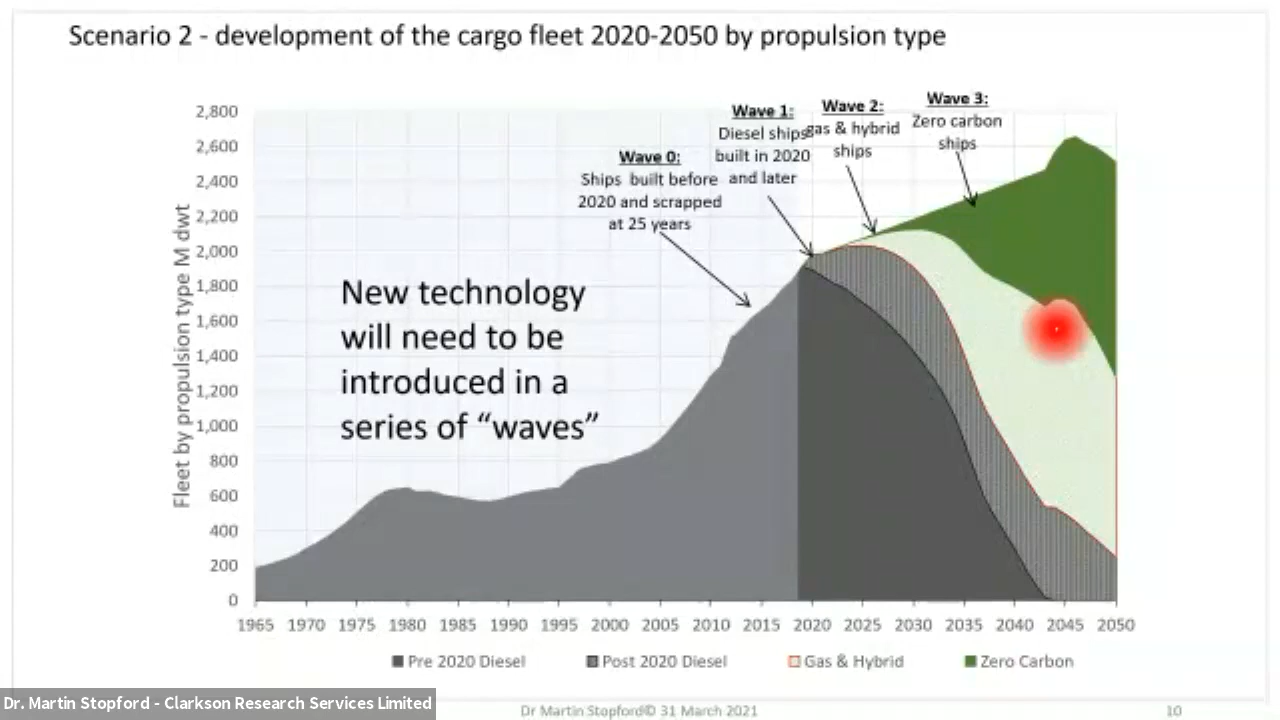 Scenario 2 - development of the cargo fleet 2020-2050 by propulsion type
Fleet by propulsion type M dwt
2,800
2,600
2,400
2,200
2,000
1,800
1,600
1,400
1,200
1,000
800
600
400
200
0
Wave 0:
Ships built before
2020 and scrapped
at 25 years
Wave 1:
Diesel ships
built in 2020
and later
Wave 2:
gas & hybrid
ships
Wave 3:
Zero carbon
ships
New technology
will need to be
introduced in a
series of “waves”
1965 1970 1975 1980 1985 1990 1995 2000 2005 2010 2015 2020 2025 2030 2035 2040 2045 2050
Pre 2020 Diesel Post 2020 Diesel Gas & Hybrid Zero Carbon
Dr. Martin Stopford - Clarkson Research Services Limited
Dr Martin Stopford© 31 March 2021
10